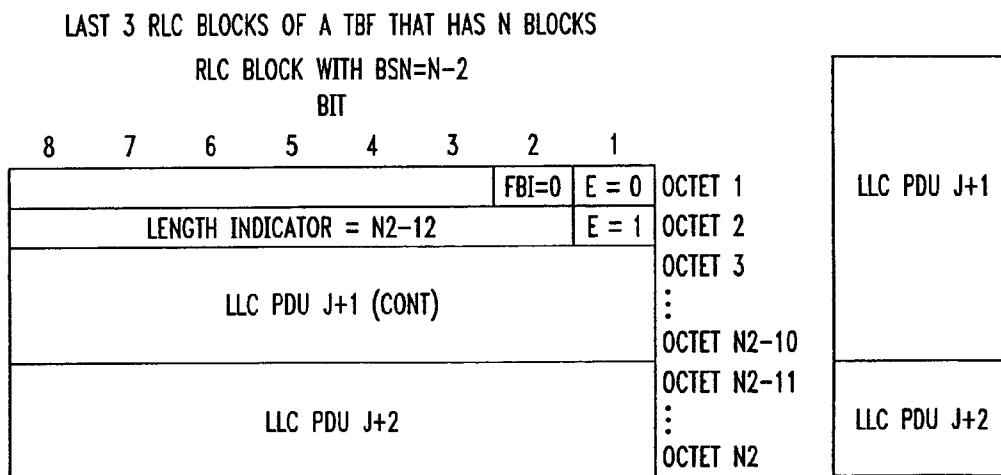 LAST 3 RLC BLOCKS OF A TBF THAT HAS N BLOCKS
RLC BLOCK WITH BSN=N-2
BIT
8 7 6 5 4 3 2 1
FBI=0 E = 0 OCTET 1
LENGTH INDICATOR = N2-12 E = 1 OCTET 2
OCTET 3
LLC PDU J+1 (CONT)
OCTET N2-10
OCTET N2-11
LLC PDU J+2
OCTET N2
LLC PDU J+1
LLC PDU J+2